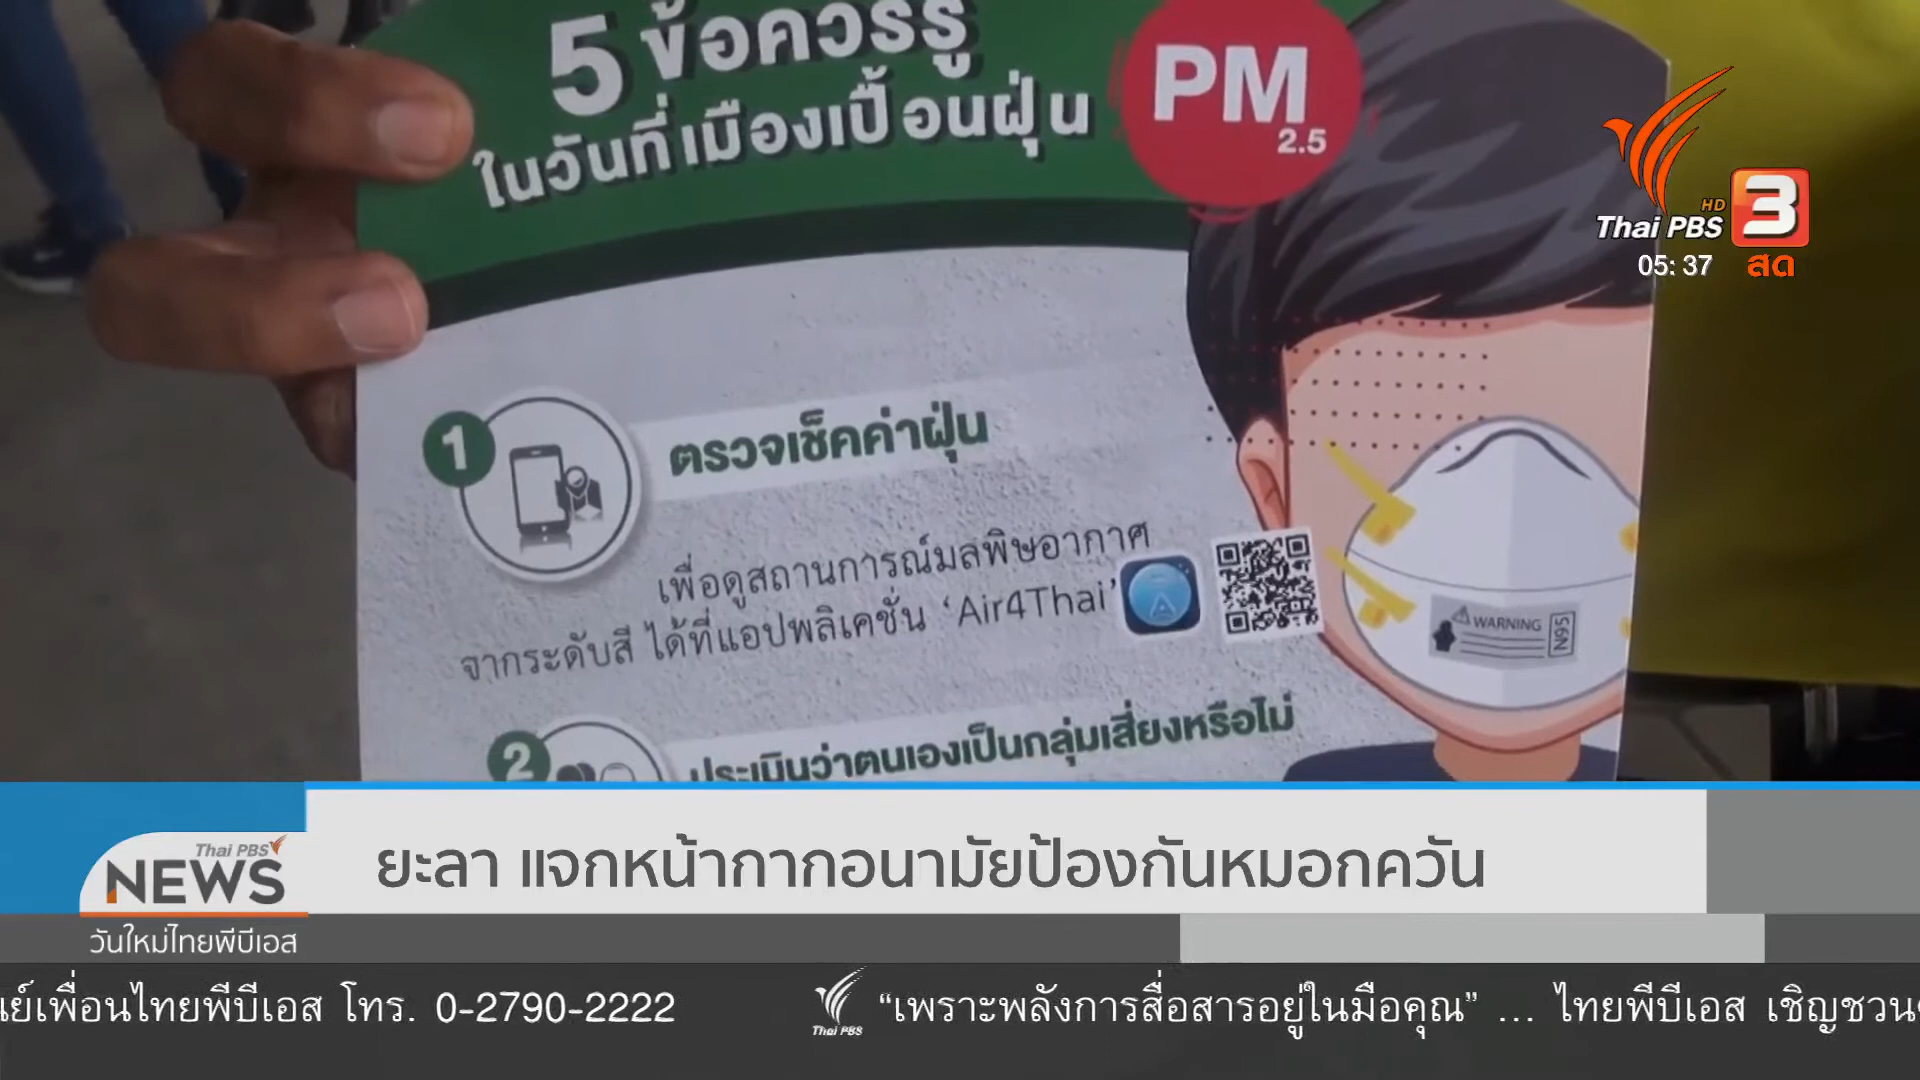 5 ข้อควรรู้
ในวันที่เมืองเปื้อนฝุ่น
PM
2.5
HD
Thai PBS
3
05: 37
สด
1
ตรวจเช็คค่าฝุ่น
เพื่อดูสถานการณ์มลพิษอากาศ
จากระดับสี ได้ที่แอปพลิเคชั่น ‘Air4Thai’
WARNING
N95
2
ประเมินว่าตนเองเป็นกลุ่มเสี่ยงหรือไม่
Thai PBS
NEWS
ยะลา แจกหน้ากากอนามัยป้องกันหมอกควัน
วันใหม่ไทยพีบีเอส
เพื่อนไทยพีบีเอส โทร. 0-2790-2222
Thai PBS
“เพราะพลังการสื่อสารอยู่ในมือคุณ” ... ไทยพีบีเอส เชิญชวน